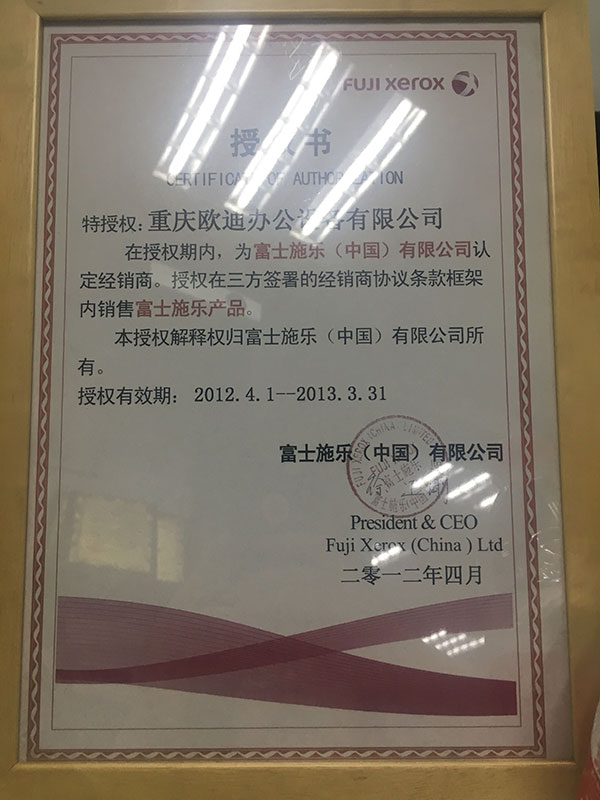 FUJI xerox
授权书
CERTIFICATE OF AUTHORIZATION
特授权: 重庆欧迪办公设备有限公司
在授权期内，为富士施乐（中国）有限公司认
定经销商。授权在三方签署的经销商协议条款框架
内销售富士施乐产品。
本授权解释权归富士施乐（中国）有限公司所
有。
授权有效期： 2012.4.1--2013.3.31
富士施乐（中国）有限公司
President & CEO
Fuji Xerox (China ) Ltd
二零一二年四月